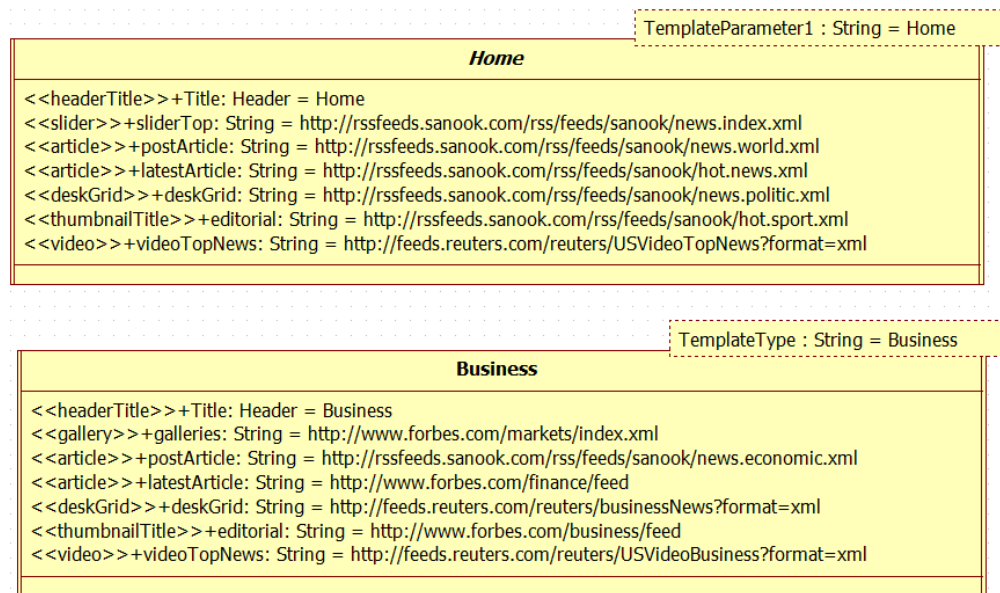 TemplateParameter1 : String = Home
Home
<<headerTitle>>+Title: Header = Home
<<slider>>+sliderTop: String = http://rssfeeds.sanook.com/rss/feeds/sanook/news.index.xml
<<article>>+postArticle: String = http://rssfeeds.sanook.com/rss/feeds/sanook/news.world.xml
<<article>>+latestArticle: String = http://rssfeeds.sanook.com/rss/feeds/sanook/hot.news.xml
<<deskGrid>>+deskGrid: String = http://rssfeeds.sanook.com/rss/feeds/sanook/news.politic.xml
<<thumbnailTitle>>+editorial: String = http://rssfeeds.sanook.com/rss/feeds/sanook/hot.sport.xml
<<video>>+videoTopNews: String = http://feeds.reuters.com/reuters/USVideoTopNews?format=xml
TemplateType : String = Business
Business
<<headerTitle>>+Title: Header = Business
<<gallery>>+galleries: String = http://www.forbes.com/markets/index.xml
<<article>>+postArticle: String = http://rssfeeds.sanook.com/rss/feeds/sanook/news.economic.xml
<<article>>+latestArticle: String = http://www.forbes.com/finance/feed
<<deskGrid>>+deskGrid: String = http://feeds.reuters.com/reuters/businessNews?format=xml
<<thumbnailTitle>>+editorial: String = http://www.forbes.com/business/feed
<<video>>+videoTopNews: String = http://feeds.reuters.com/reuters/USVideoBusiness?format=xml